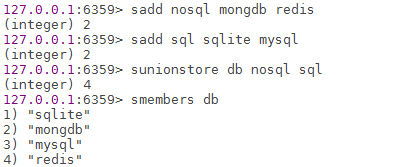 127.0.0.1:6359> sadd nosql mongdb redis
(integer) 2
127.0.0.1:6359> sadd sql sqlite mysql
(integer) 2
127.0.0.1:6359> sunionstore db nosql sql
(integer) 4
127.0.0.1:6359> smembers db
1) "sqlite"
2) "mongdb"
3) "mysql"
4) "redis"